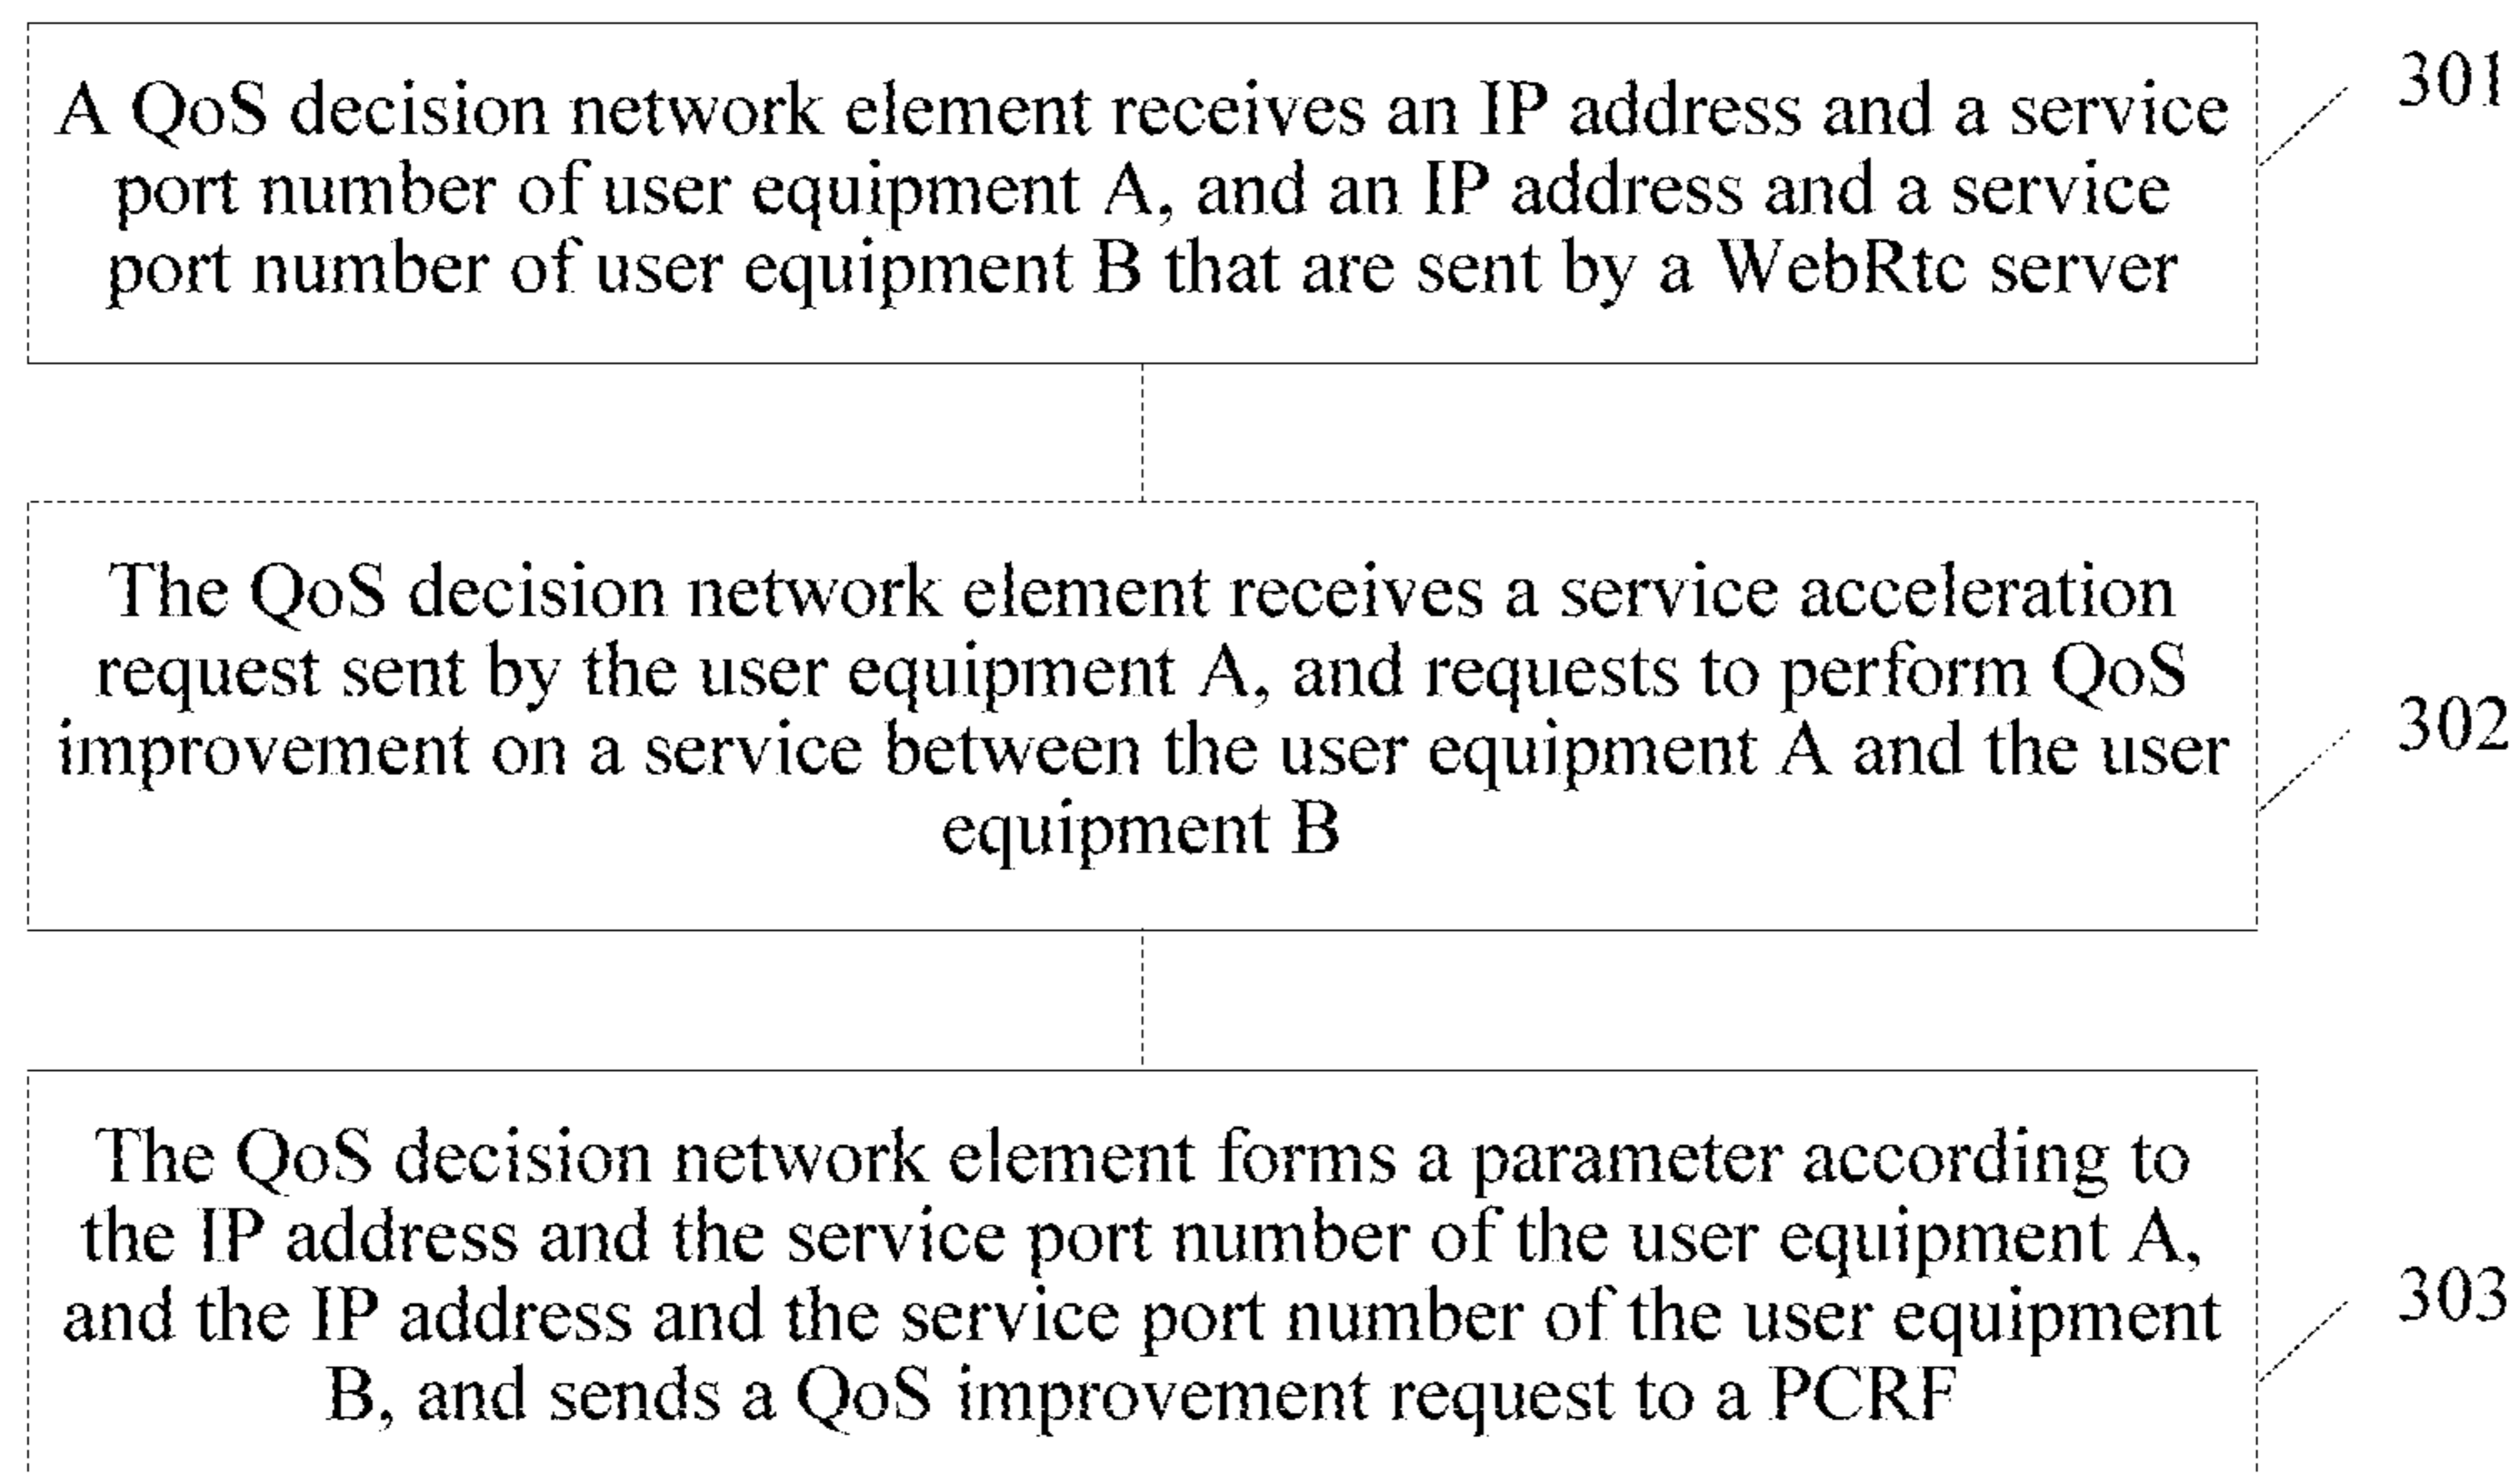 A QoS decision network element receives an IP address and a service
port number of user equipment A, and an IP address and a service
port number of user equipment B that are sent by a WebRtc server
301
The QoS decision network element receives a service acceleration
request sent by the user equipment A, and requests to perform QoS
improvement on a service between the user equipment A and the user
equipment B
302
The QoS decision network element forms a parameter according to
the IP address and the service port number of the user equipment A,
and the IP address and the service port number of the user equipment
B, and sends a QoS improvement request to a PCRF
303